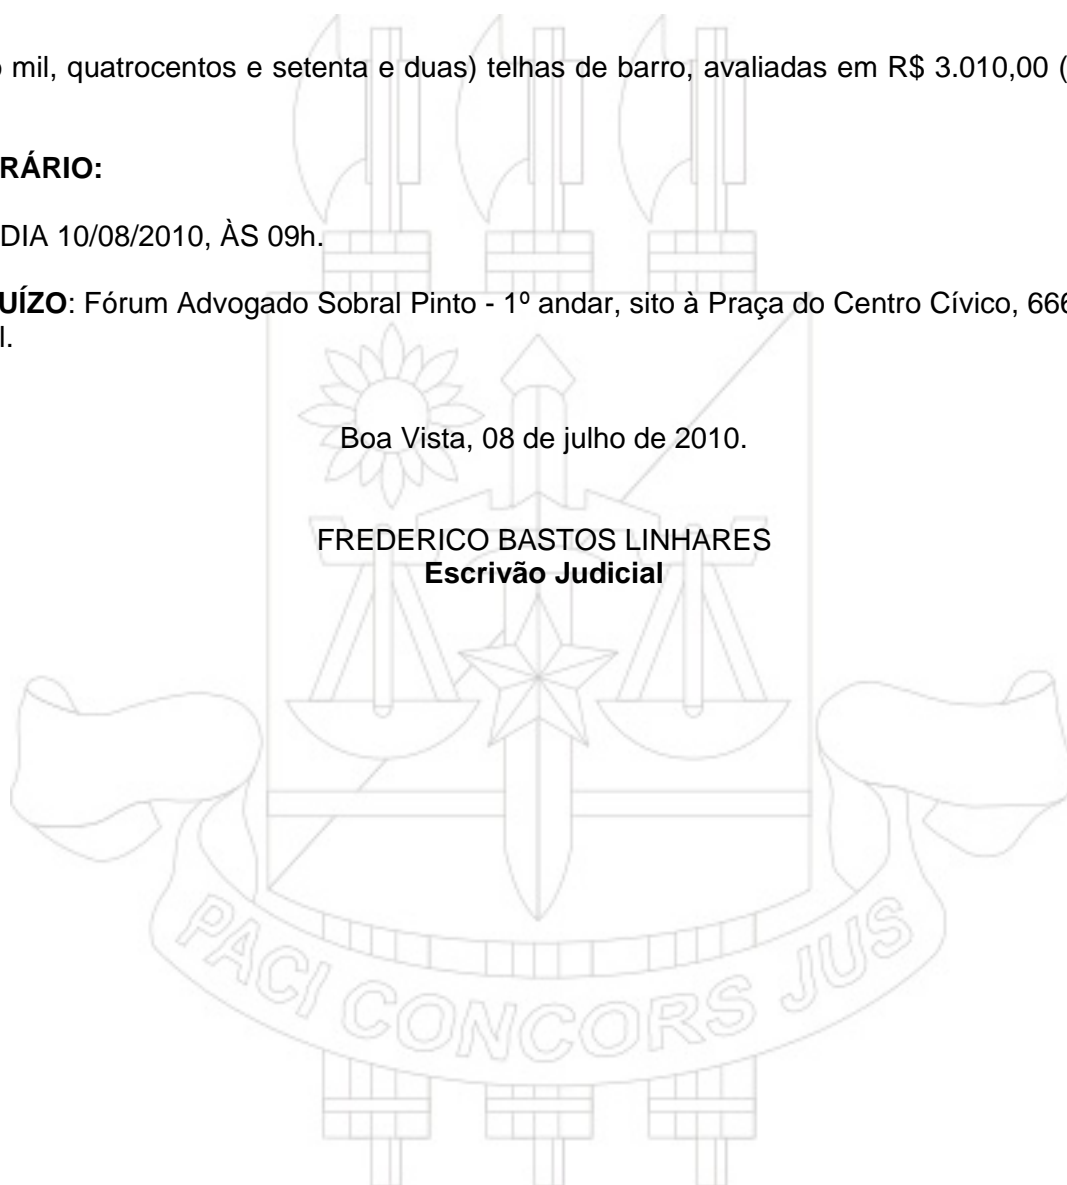 o mil, quatrocentos e setenta e duas) telhas de barro, avaliadas em R$ 3.010,00 (
RÁRIO:
DIA 10/08/2010, ÀS 09h.
UÍZO: Fórum Advogado Sobral Pinto - 1º andar, sito à Praça do Centro Cívico, 666
l.
Boa Vista, 08 de julho de 2010.
FREDERICO BASTOS LINHARES
Escrivão Judicial
PACI CONCORS JUS